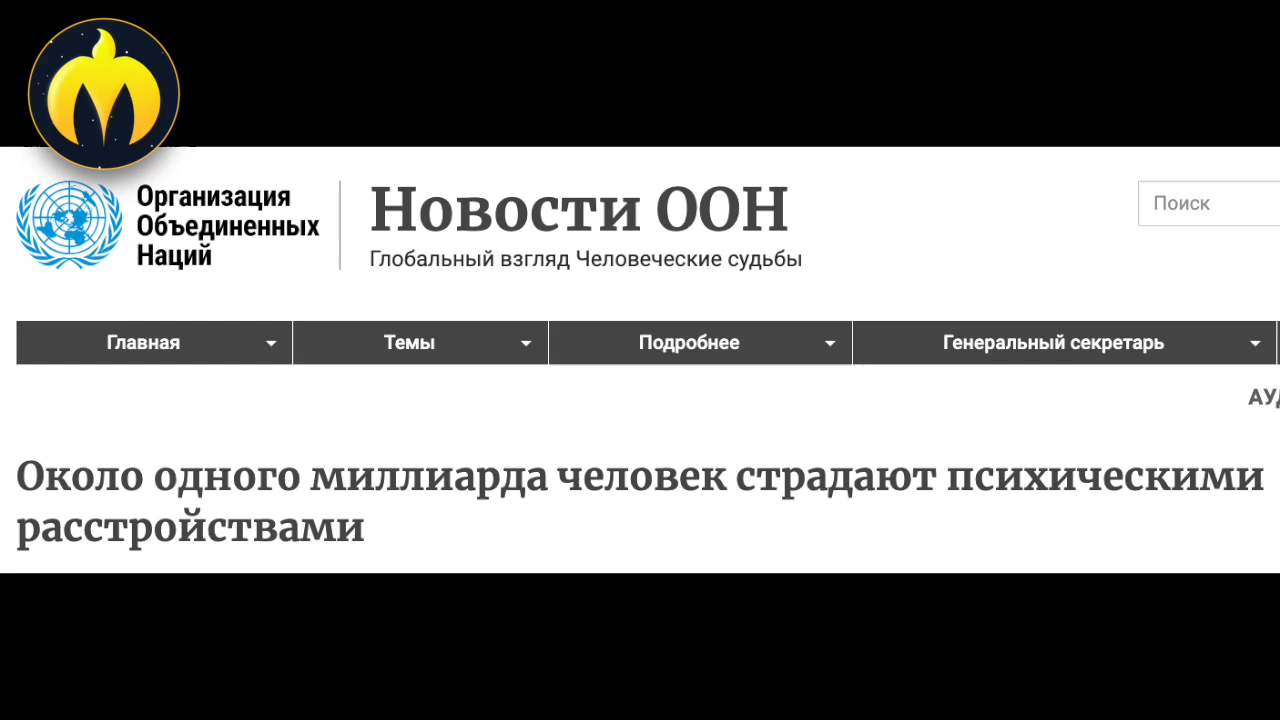 Организация
Объединенных
Наций
Новости ООН
Глобальный взгляд Человеческие судьбы
Поиск
Главная
Темы
Подробнее
Генеральный секретарь
Около одного миллиарда человек страдают психическими
расстройствами